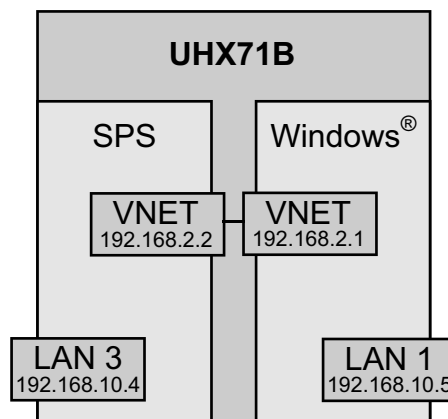 UHX71B
SPS
Windows®
VNET
192.168.2.2
VNET
192.168.2.1
LAN 3
192.168.10.4
LAN 1
192.168.10.5